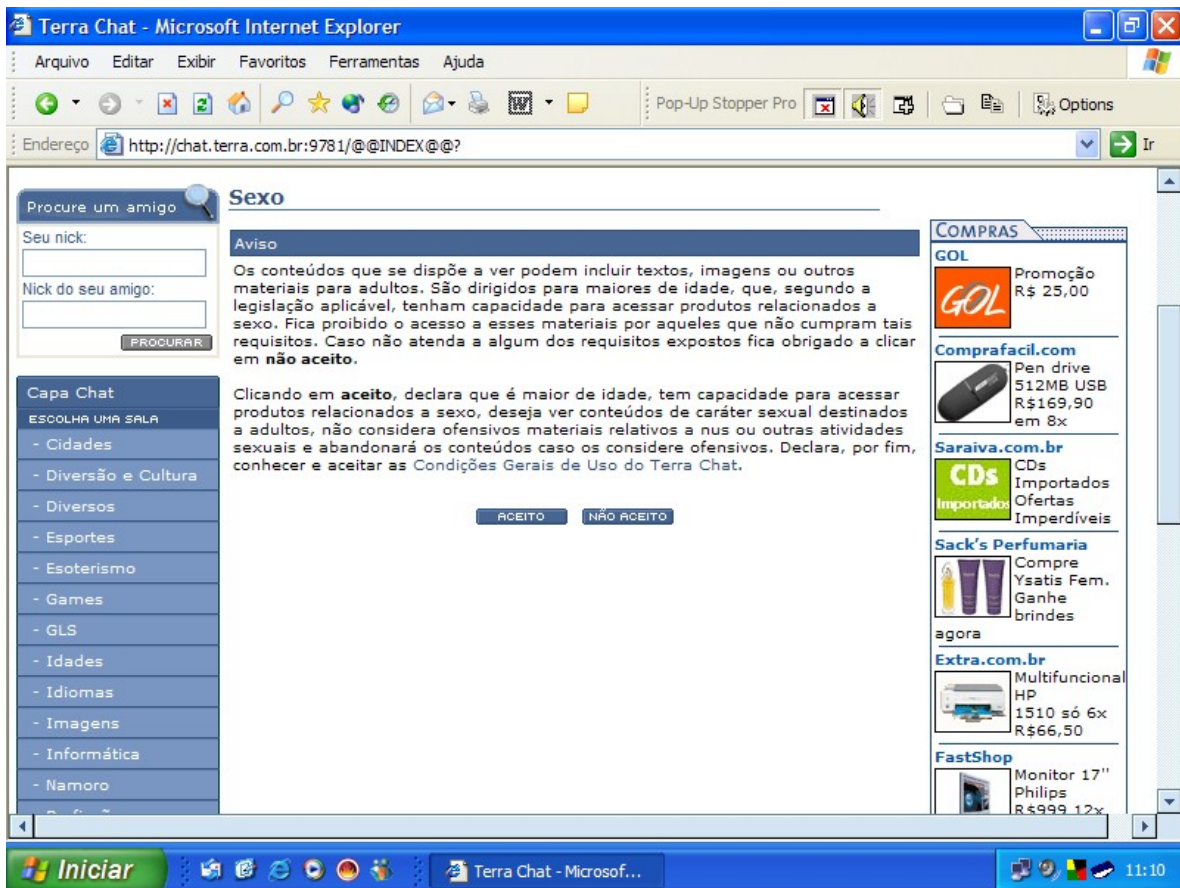 Terra Chat - Microsoft Internet Explorer
Arquivo Editar Exibir Favoritos Ferramentas Ajuda
Pop-Up Stopper Pro Options
Endereço http://chat.terra.com.br:9781/@@INDEX@@? Ir
Procure um amigo
Seu nick:
Nick do seu amigo:
PROCURAR
Capa Chat
ESCOLHA UMA SALA
- Cidades
- Diversão e Cultura
- Diversos
- Esportes
- Esoterismo
- Games
- GLS
- Idades
- Idiomas
- Imagens
- Informática
- Namoro
Sexo
Aviso
Os conteúdos que se dispõe a ver podem incluir textos, imagens ou outros
materiais para adultos. São dirigidos para maiores de idade, que, segundo a
legislação aplicável, tenham capacidade para acessar produtos relacionados a
sexo. Fica proibido o acesso a esses materiais por aqueles que não cumpram tais
requisitos. Caso não atenda a algum dos requisitos expostos fica obrigado a clicar
em não aceito.
Clicando em aceito, declara que é maior de idade, tem capacidade para acessar
produtos relacionados a sexo, deseja ver conteúdos de caráter sexual destinados
a adultos, não considera ofensivos materiais relativos a nus ou outras atividades
sexuais e abandonará os conteúdos caso os considere ofensivos. Declara, por fim,
conhecer e aceitar as Condições Gerais de Uso do Terra Chat.
ACEITO NÃO ACEITO
COMPRAS
GOL
GOL
Promoção
R$ 25,00
Comprafacil.com
Pen drive
512MB USB
R$169,90
em 8x
Saraiva.com.br
CDs
Importados
CDs
Importados
Ofertas
Imperdíveis
Sack's Perfumaria
Compre
Ysatis Fem.
Ganhe
brindes
agora
Extra.com.br
Multifuncional
HP
1510 só 6x
R$66,50
FastShop
Monitor 17"
Philips
R$999 12x
Iniciar
Terra Chat - Microsof...
11:10